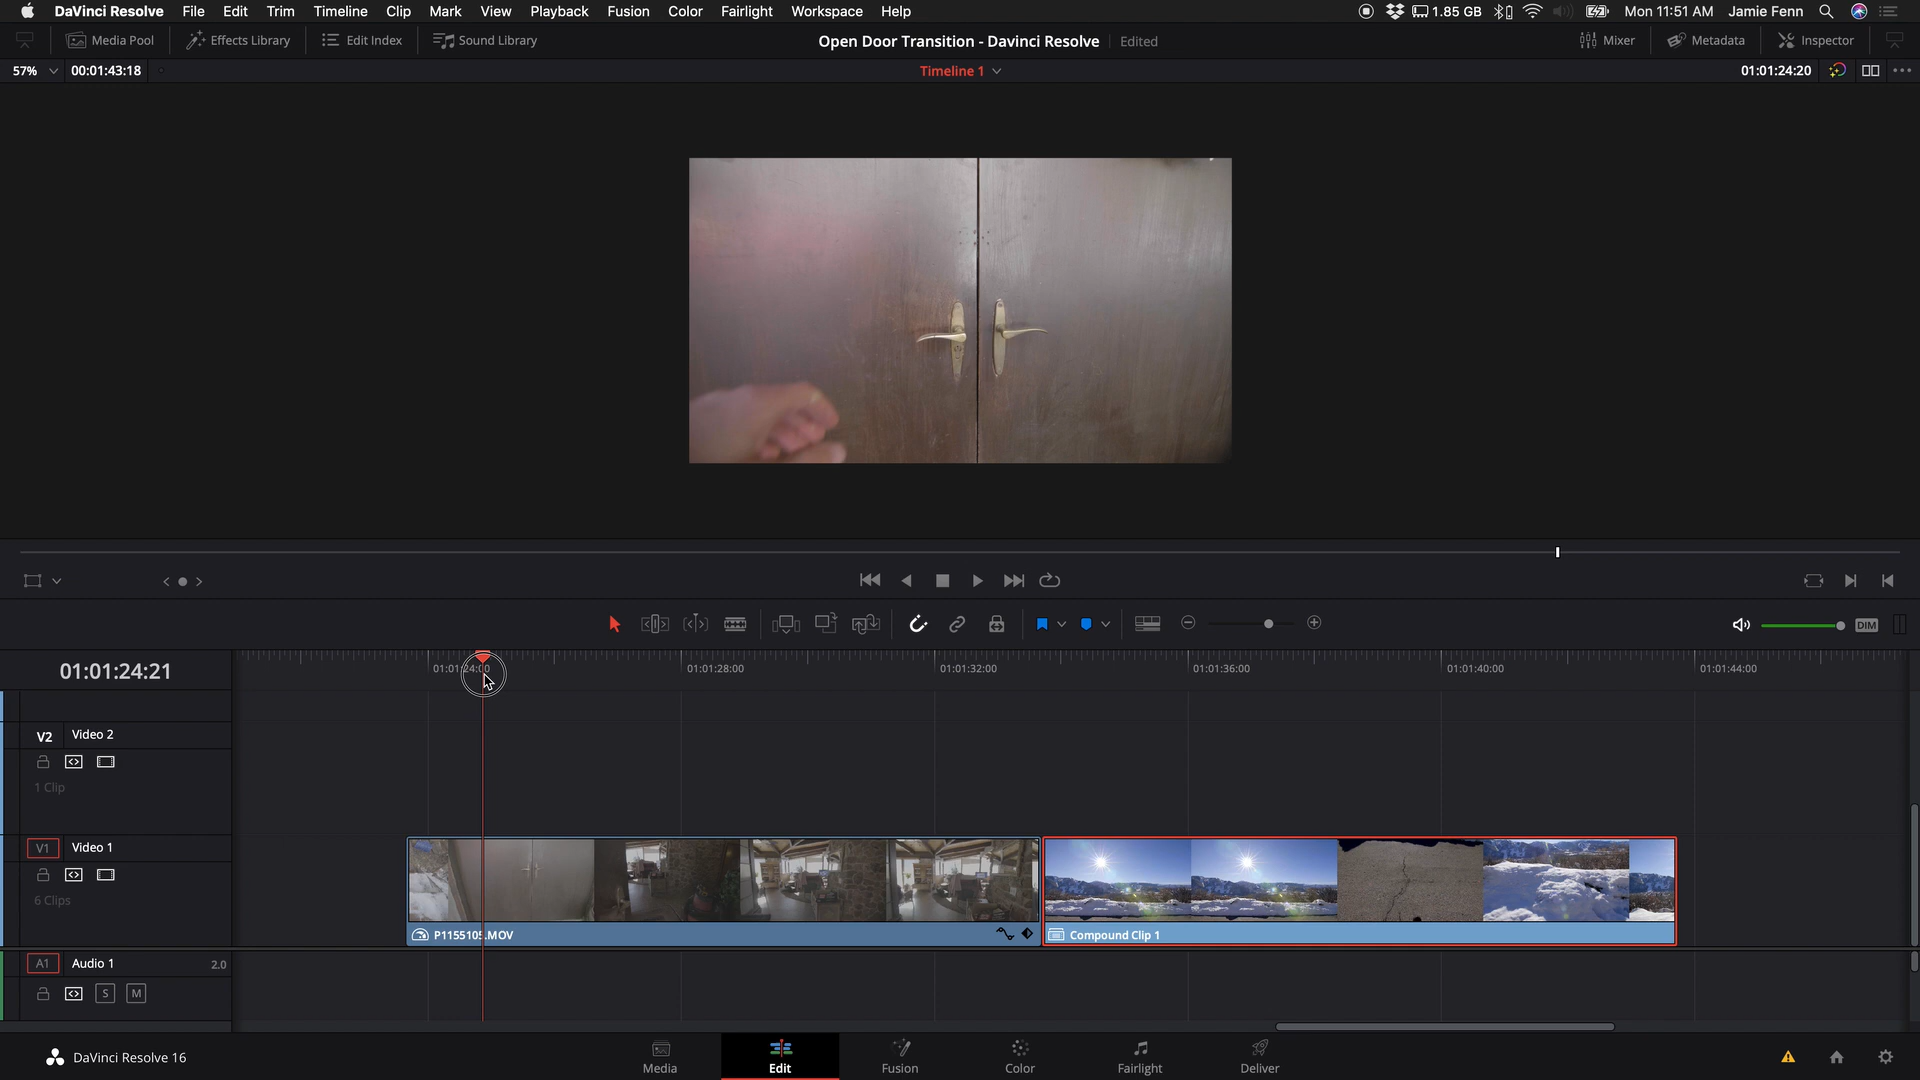 DaVinci Resolve File Edit Trim Timeline Clip Mark View Playback Fusion Color Fairlight Workspace Help 1.85 GB Mon 11:51 AM Jamie Fenn
Media Pool Effects Library Edit Index Sound Library Open Door Transition - Davinci Resolve Edited Mixer Metadata Inspector
57% 00:01:43:18 Timeline 1 01:01:24:20
DIM
01:01:24:21 01:01:24:00 01:01:28:00 01:01:32:00 01:01:36:00 01:01:40:00 01:01:44:00
V2 Video 2
1 Clip
V1 Video 1
6 Clips
P1155105.MOV Compound Clip 1
A1 Audio 1 2.0
S M
DaVinci Resolve 16 Media Edit Fusion Color Fairlight Deliver